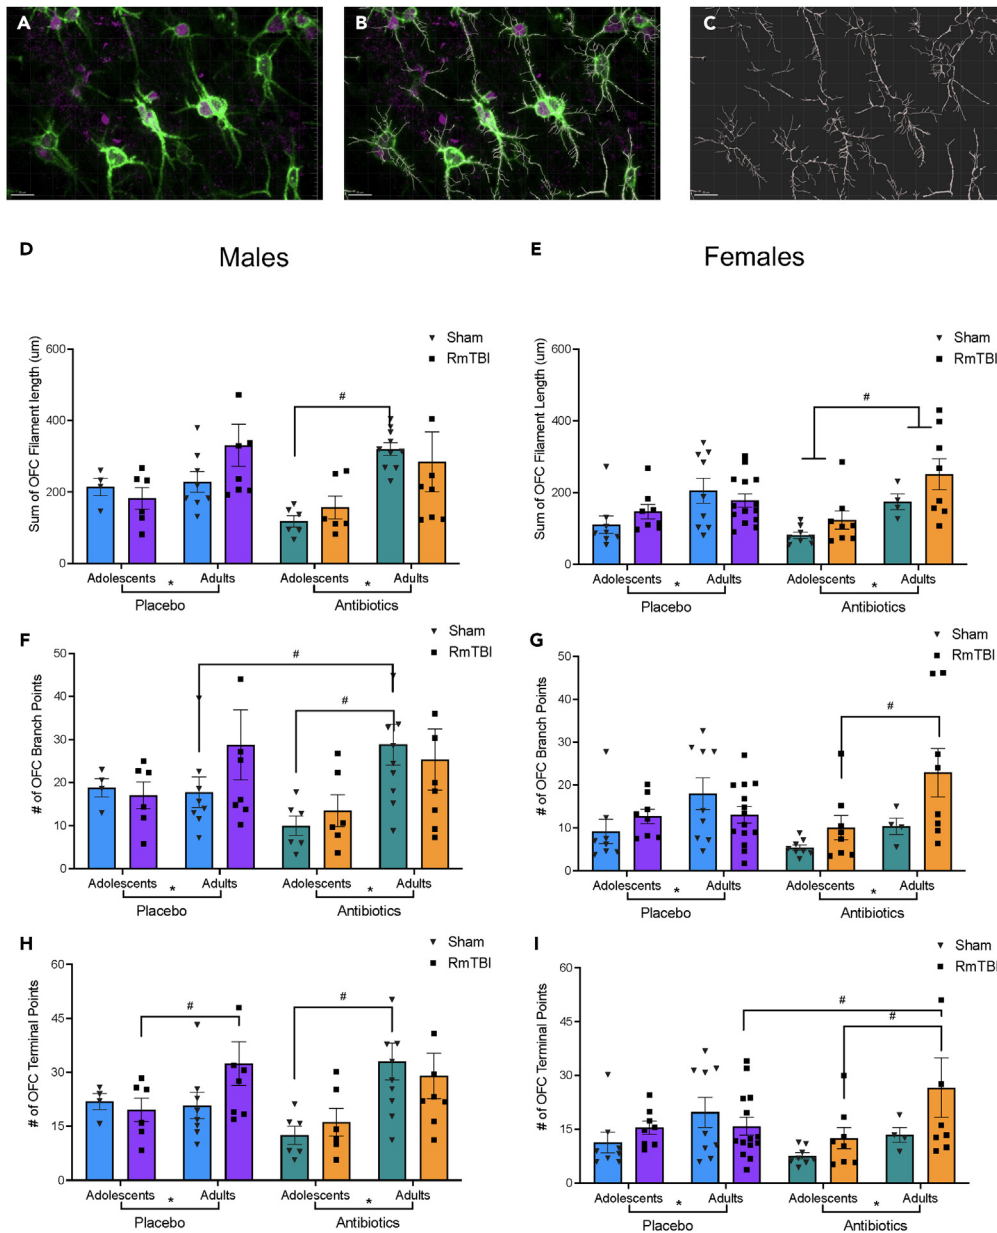 A
B
C
D
Males
E
Females
Sham
RmTBI
Sum of OFC Filament length (um)
600
400
200
0
#
Adolescents
*
Adults
Adolescents
*
Adults
Placebo
Antibiotics
Sham
RmTBI
Sum of OFC Filament Length (um)
600
400
200
0
#
Adolescents
*
Adults
Adolescents
*
Adults
Placebo
Antibiotics
F
Sham
RmTBI
# of OFC Branch Points
50
40
30
20
10
0
#
#
Adolescents
*
Adults
Adolescents
*
Adults
Placebo
Antibiotics
G
Sham
RmTBI
# of OFC Branch Points
50
40
30
20
10
0
#
Adolescents
*
Adults
Adolescents
*
Adults
Placebo
Antibiotics
H
Sham
RmTBI
# of OFC Terminal Points
60
45
30
15
0
#
#
Adolescents
*
Adults
Adolescents
*
Adults
Placebo
Antibiotics
I
Sham
RmTBI
# of OFC Terminal Points
60
45
30
15
0
#
#
Adolescents
*
Adults
Adolescents
*
Adults
Placebo
Antibiotics